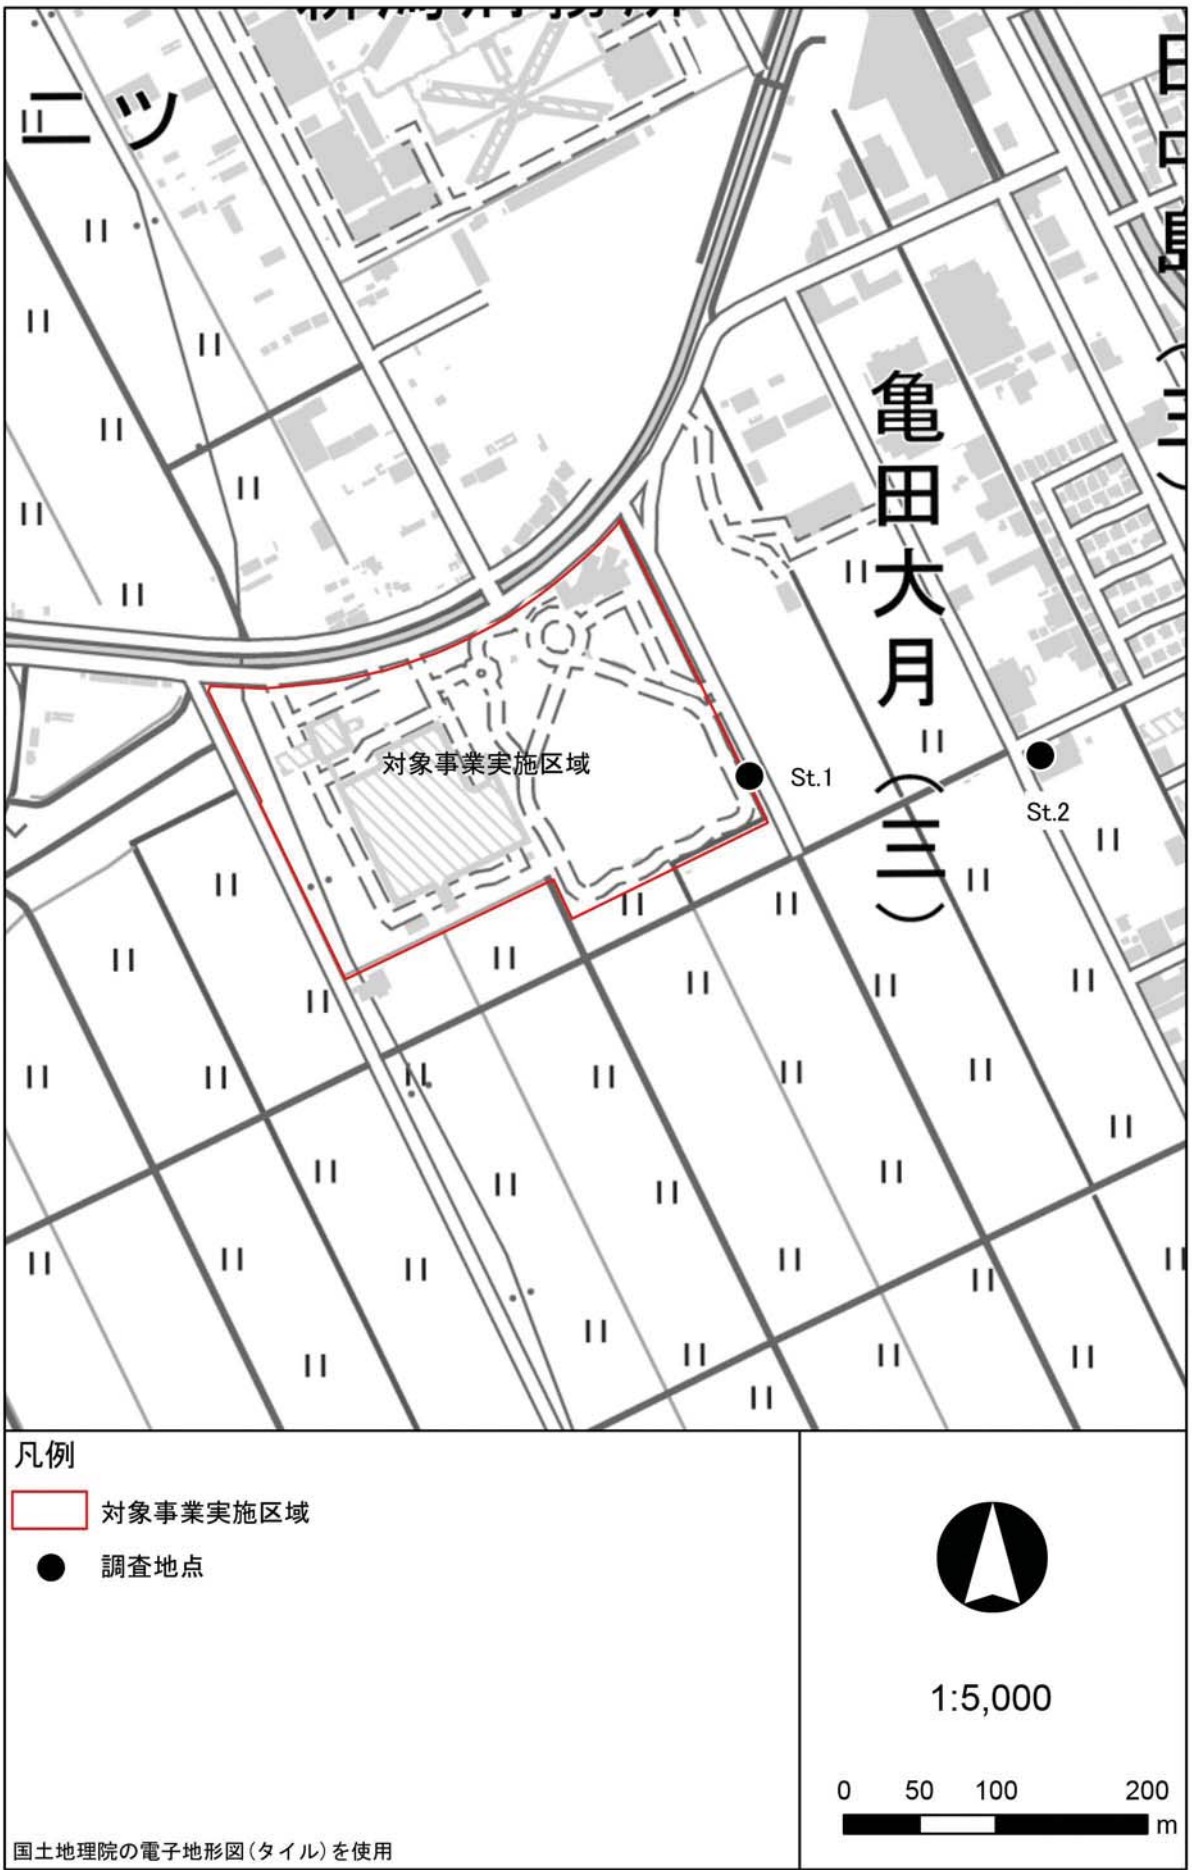 二ツ
亀田大月(三)
対象事業実施区域
St.1
St.2
凡例
対象事業実施区域
調査地点
1:5,000
0 50 100 200
m
国土地理院の電子地形図(タイル)を使用